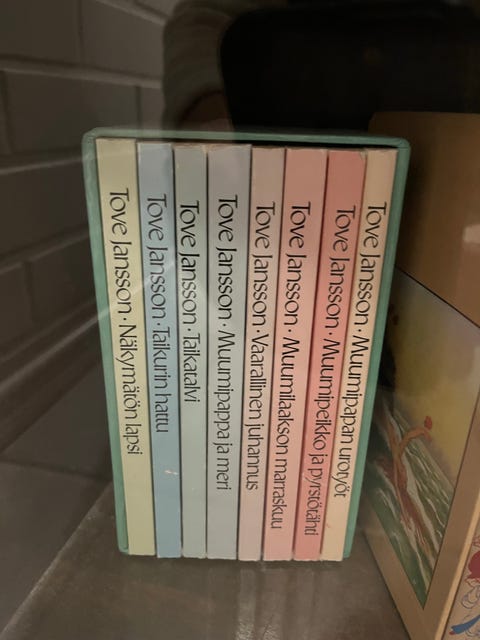 Tove Jansson · Näkymätön lapsi
Tove Jansson · Taikurin hattu
Tove Jansson · Taikatalvi
Tove Jansson · Muumipappa ja meri
Tove Jansson · Vaarallinen juhannus
Tove Jansson · Muumilaakson marraskuu
Tove Jansson · Muumipeikko ja pyrstötähti
Tove Jansson · Muumipapan urotyöt